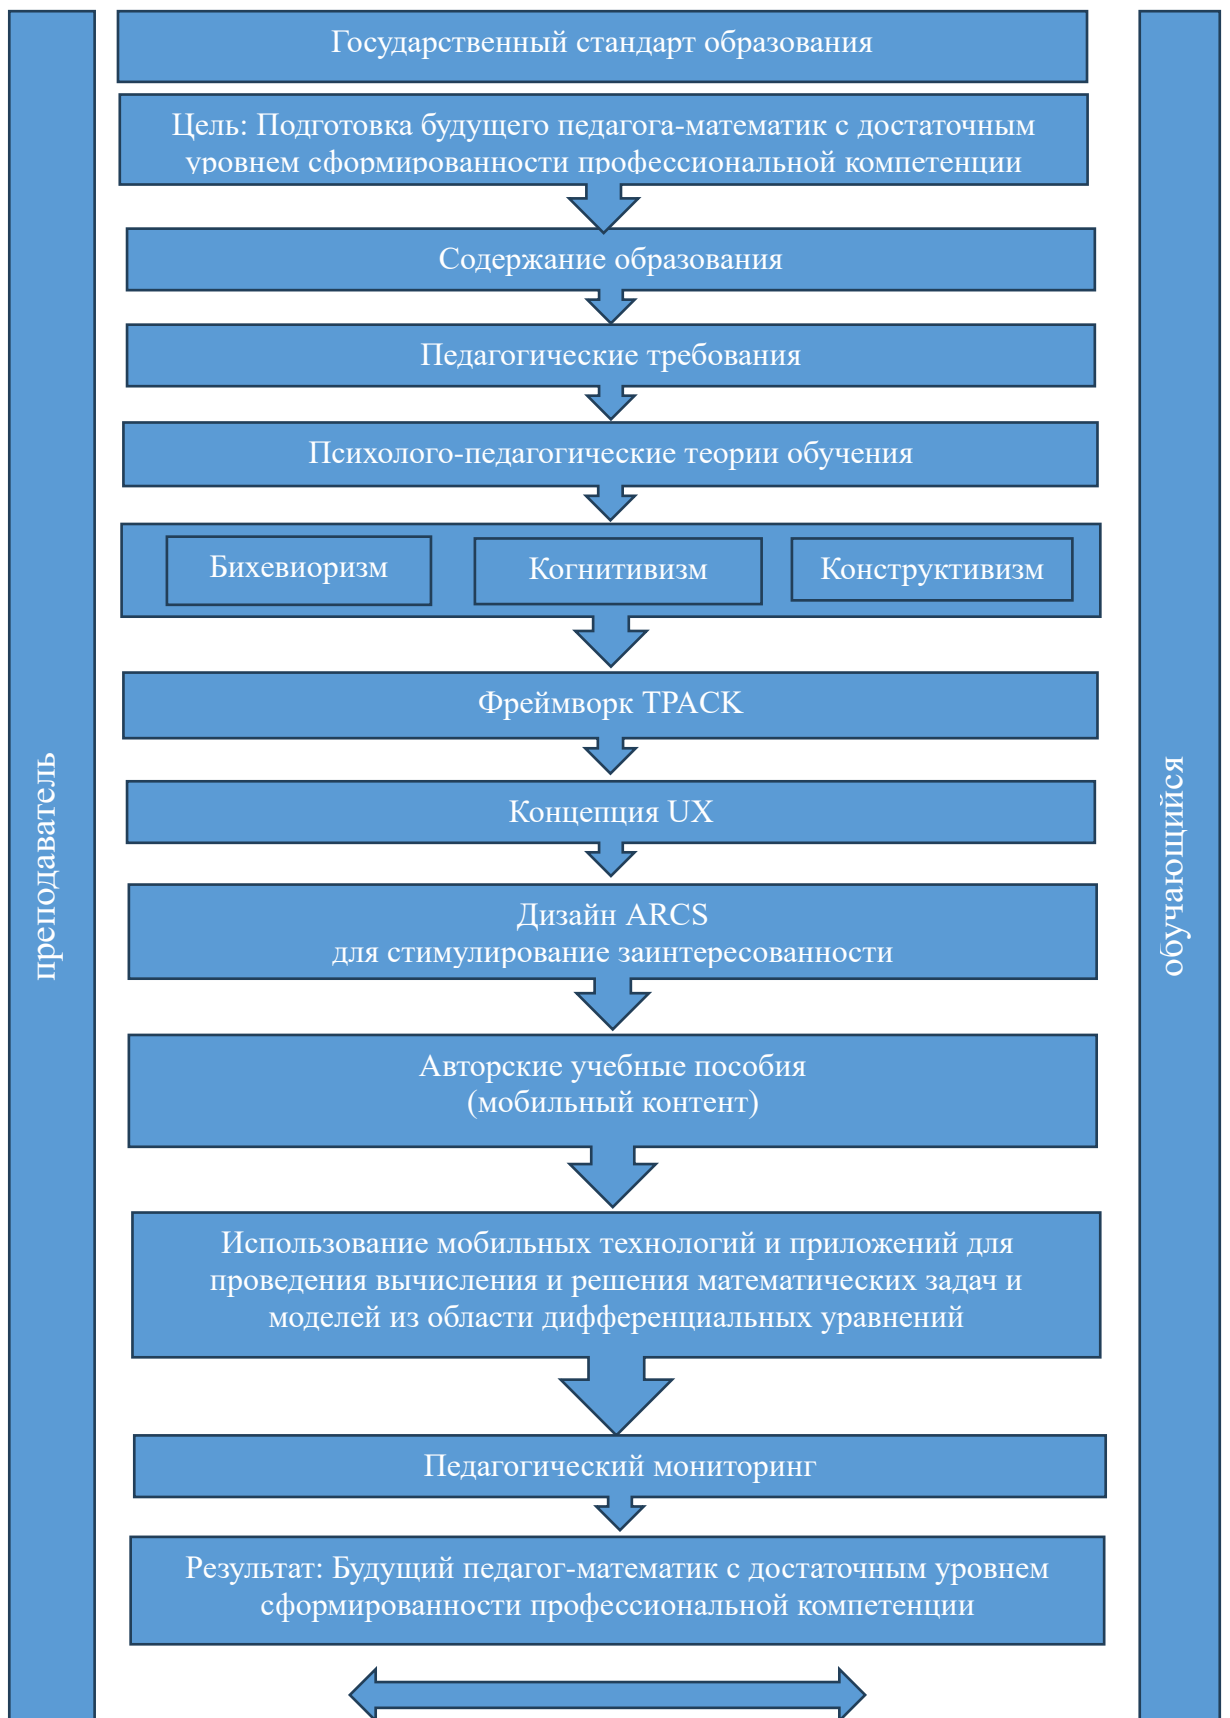 Государственный стандарт образования
Цель: Подготовка будущего педагога-математик с достаточным
уровнем сформированности профессиональной компетенции
Содержание образования
Педагогические требования
Психолого-педагогические теории обучения
Бихевиоризм
Когнитивизм
Конструктивизм
Фреймворк TPACK
Концепция UX
Дизайн ARCS
для стимулирование заинтересованности
Авторские учебные пособия
(мобильный контент)
Использование мобильных технологий и приложений для
проведения вычисления и решения математических задач и
моделей из области дифференциальных уравнений
Педагогический мониторинг
Результат: Будущий педагог-математик с достаточным уровнем
сформированности профессиональной компетенции
преподаватель
обучающийся